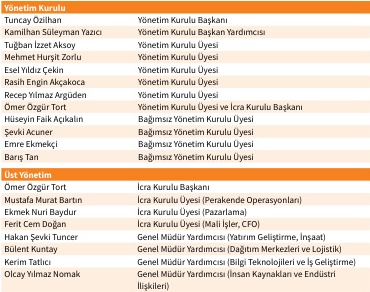 Yönetim Kurulu
Tuncay Özilhan Yönetim Kurulu Başkanı
Kamilhan Süleyman Yazıcı Yönetim Kurulu Başkan Yardımcısı
Tuğban İzzet Aksoy Yönetim Kurulu Üyesi
Mehmet Hurşit Zorlu Yönetim Kurulu Üyesi
Esel Yıldız Çekin Yönetim Kurulu Üyesi
Rasih Engin Akçakoca Yönetim Kurulu Üyesi
Recep Yılmaz Argüden Yönetim Kurulu Üyesi
Ömer Özgür Tort Yönetim Kurulu Üyesi ve İcra Kurulu Başkanı
Hüseyin Faik Açıkalın Bağımsız Yönetim Kurulu Üyesi
Şevki Acuner Bağımsız Yönetim Kurulu Üyesi
Emre Ekmekçi Bağımsız Yönetim Kurulu Üyesi
Barış Tan Bağımsız Yönetim Kurulu Üyesi
Üst Yönetim
Ömer Özgür Tort İcra Kurulu Başkanı
Mustafa Murat Bartın İcra Kurulu Üyesi (Perakende Operasyonları)
Ekmek Nuri Baydur İcra Kurulu Üyesi (Pazarlama)
Ferit Cem Doğan İcra Kurulu Üyesi (Mali İşler, CFO)
Hakan Şevki Tuncer Genel Müdür Yardımcısı (Yatırım Geliştirme, İnşaat)
Bülent Kuntay Genel Müdür Yardımcısı (Dağıtım Merkezleri ve Lojistik)
Kerim Tatlıcı Genel Müdür Yardımcısı (Bilgi Teknolojileri ve İş Geliştirme)
Olcay Yılmaz Nomak Genel Müdür Yardımcısı (İnsan Kaynakları ve Endüstri
İlişkileri)